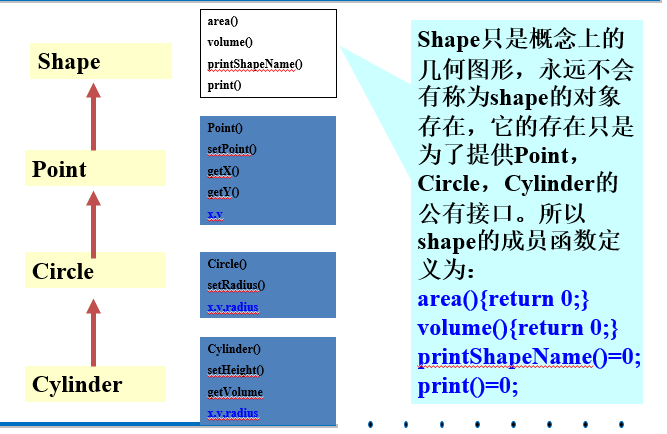 Shape
Point
Circle
Cylinder
area()
volume()
printShapeName()
print()
Point()
setPoint()
getX()
getY()
x,y
Circle()
setRadius()
x,y,radius
Cylinder()
setHeight()
getVolume
x,y,radius
Shape只是概念上的
几何图形，永远不会
有称为shape的对象
存在，它的存在只是
为了提供Point，
Circle，Cylinder的
公有接口。所以
shape的成员函数定
义为：
area(){return 0;}
volume(){return 0;}
printShapeName()=0;
print()=0;